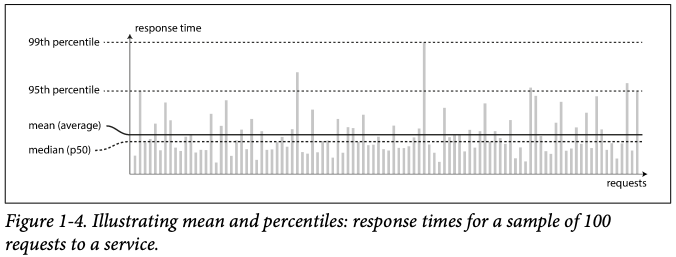 response time
99th percentile
95th percentile
mean (average)
median (p50)
requests
Figure 1-4. Illustrating mean and percentiles: response times for a sample of 100
requests to a service.